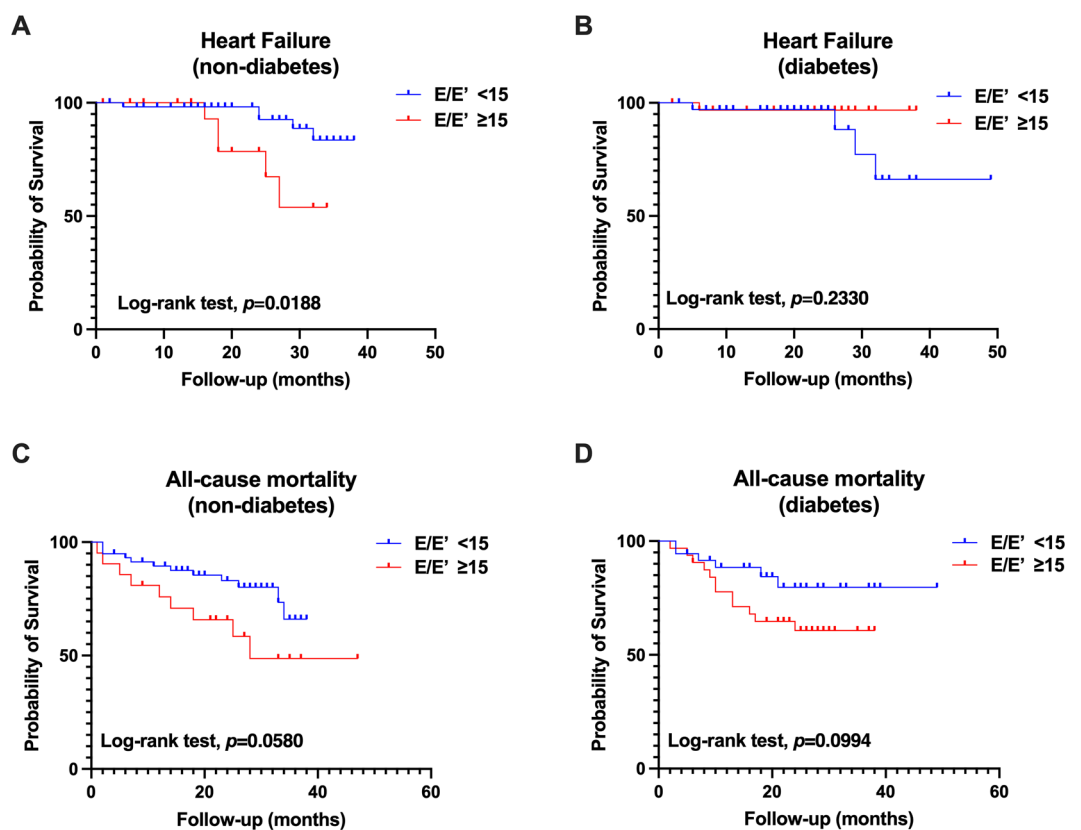 A
Heart Failure
(non-diabetes)
E/E’ <15
E/E’ ≥15
Probability of Survival
100
50
0
Log-rank test, p=0.0188
0 10 20 30 40 50
Follow-up (months)
B
Heart Failure
(diabetes)
E/E’ <15
E/E’ ≥15
Probability of Survival
100
50
0
Log-rank test, p=0.2330
0 10 20 30 40 50
Follow-up (months)
C
All-cause mortality
(non-diabetes)
E/E’ <15
E/E’ ≥15
Probability of Survival
100
50
0
Log-rank test, p=0.0580
0 20 40 60
Follow-up (months)
D
All-cause mortality
(diabetes)
E/E’ <15
E/E’ ≥15
Probability of Survival
100
50
0
Log-rank test, p=0.0994
0 20 40 60
Follow-up (months)